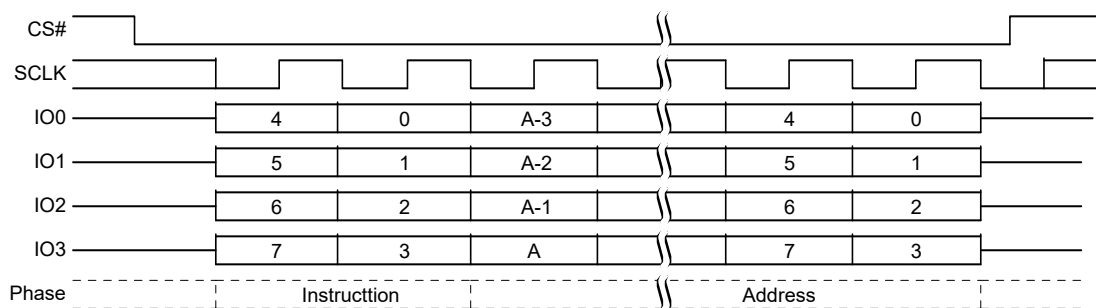 CS#
SCLK
IO0 4 0 A-3 4 0
IO1 5 1 A-2 5 1
IO2 6 2 A-1 6 2
IO3 7 3 A 7 3
Phase Instructtion Address